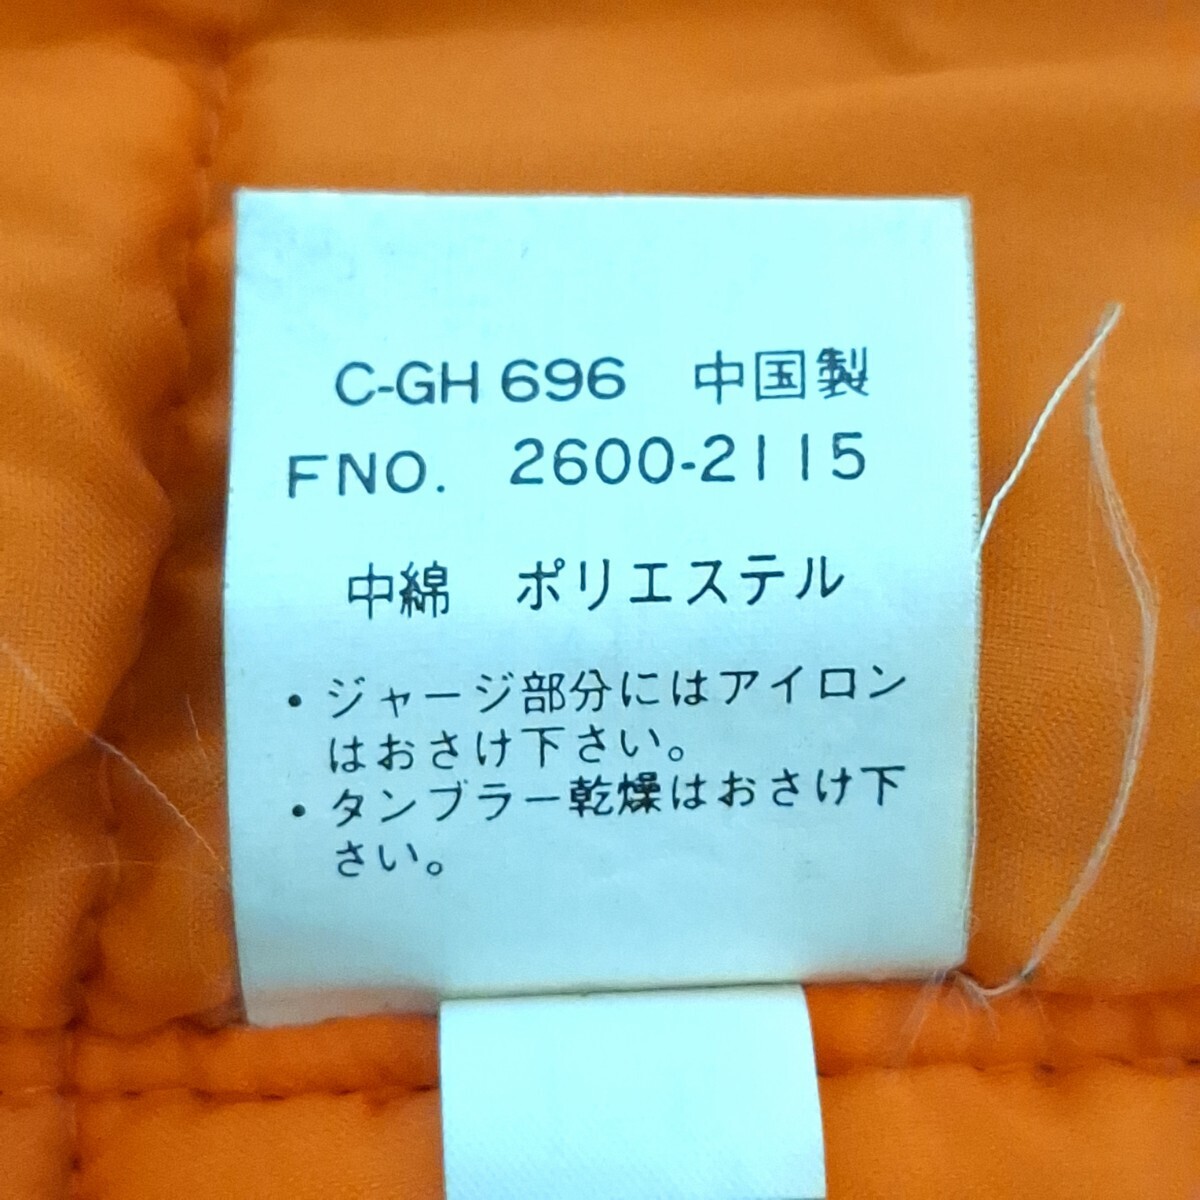 C-GH 696 中国製
FNO. 2600-2115
中綿 ポリエステル
・ジャージ部分にはアイロン
はおさけ下さい。
・タンブラー乾燥はおさけ下
さい。